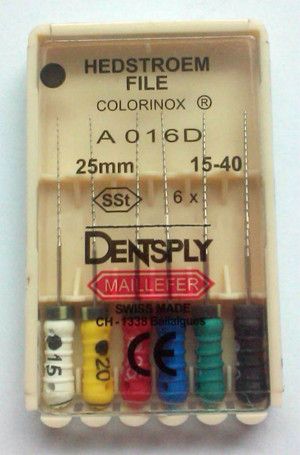 HEDSTROEM
FILE
COLORINOX ®
A 016D
25mm 15-40
SSt 6 x
DENTSPLY
MAILLEFER
SWISS MADE
CH - 1338 Ballaigues
CE
15 20